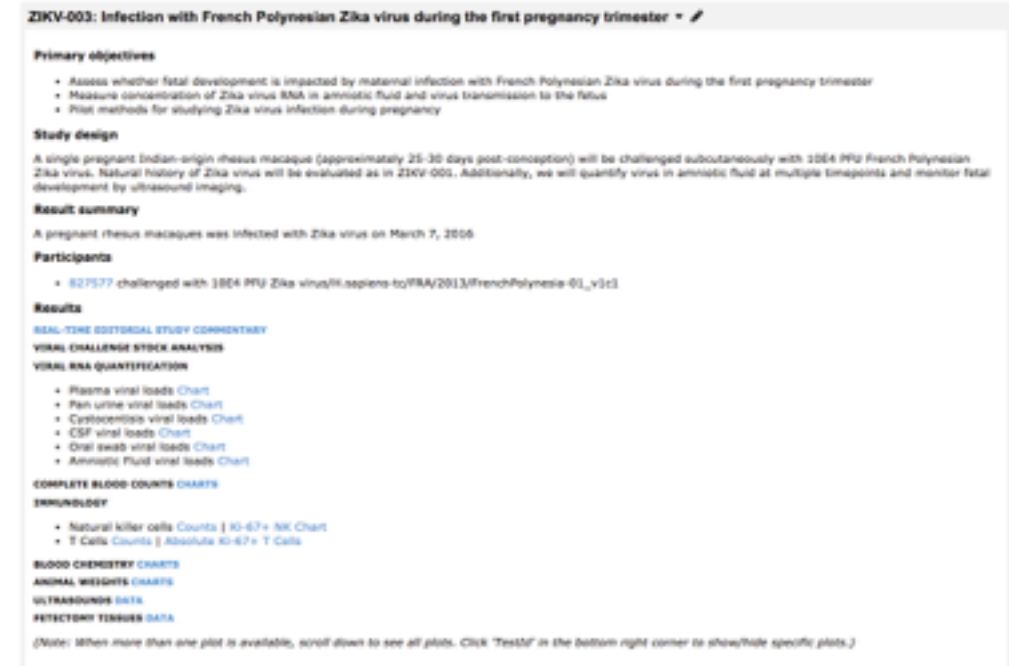 ZIKV-003: Infection with French Polynesian Zika virus during the first pregnancy trimester
Primary objectives
• Assess whether fetal development is impacted by maternal infection with French Polynesian Zika virus during the first pregnancy trimester
• Measure concentration of Zika virus RNA in amniotic fluid and virus transmission to the fetus
• Pilot methods for studying Zika virus infection during pregnancy
Study design
A single pregnant Indian-origin rhesus macaque (approximately 25-30 days post-conception) will be challenged subcutaneously with 10E4 PFU French Polynesian
Zika virus. Natural history of Zika virus will be evaluated as in ZIKV-001. Additionally, we will quantify virus in amniotic fluid at multiple timepoints and monitor fetal
development by ultrasound imaging.
Result summary
A pregnant rhesus macaques was infected with Zika virus on March 7, 2016
Participants
• 827577 challenged with 10E4 PFU Zika virus/H.sapiens-tc/FRA/2013/FrenchPolynesia-01_v1c1
Results
REAL-TIME EDITORIAL STUDY COMMENTARY
VIRAL CHALLENGE STOCK ANALYSIS
VIRAL RNA QUANTIFICATION
• Plasma viral loads Chart
• Pan urine viral loads Chart
• Cystocentisis viral loads Chart
• CSF viral loads Chart
• Oral swab viral loads Chart
• Amniotic Fluid viral loads Chart
COMPLETE BLOOD COUNTS CHARTS
IMMUNOLOGY
• Natural killer cells Counts | Ki-67+ NK Chart
• T Cells Counts | Absolute Ki-67+ T Cells
BLOOD CHEMISTRY CHARTS
ANIMAL WEIGHTS CHARTS
ULTRASOUNDS DATA
FETECTOMY TISSUES DATA
(Note: When more than one plot is available, scroll down to see all plots. Click 'TestId' in the bottom right corner to show/hide specific plots.)